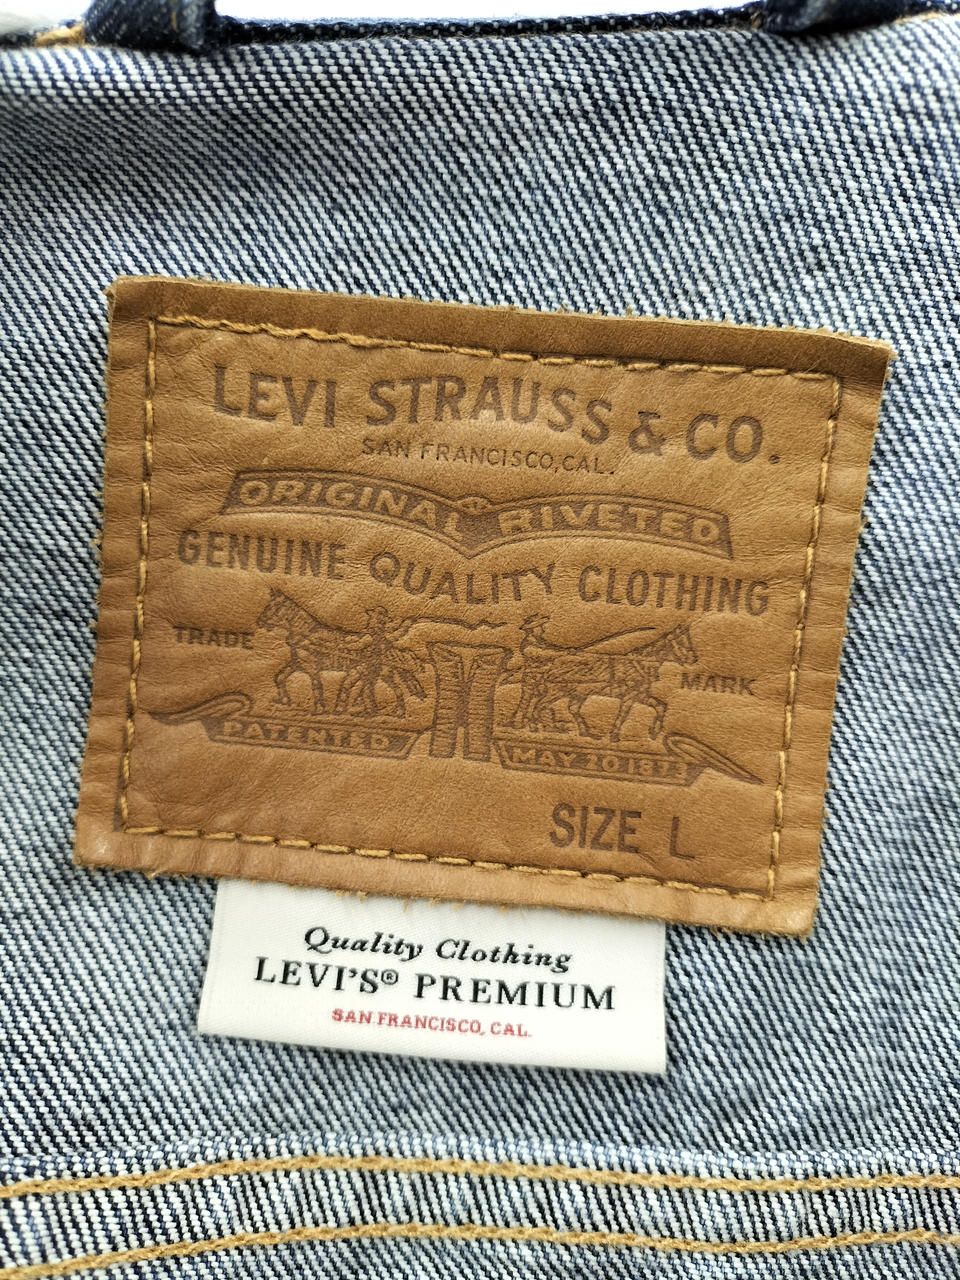 LEVI STRAUSS & CO.
SAN FRANCISCO, CAL.
ORIGINAL RIVETED
GENUINE QUALITY CLOTHING
TRADE MARK
PATENTED MAY 20 1873
SIZE L
Quality Clothing
LEVI'S® PREMIUM
SAN FRANCISCO, CAL.